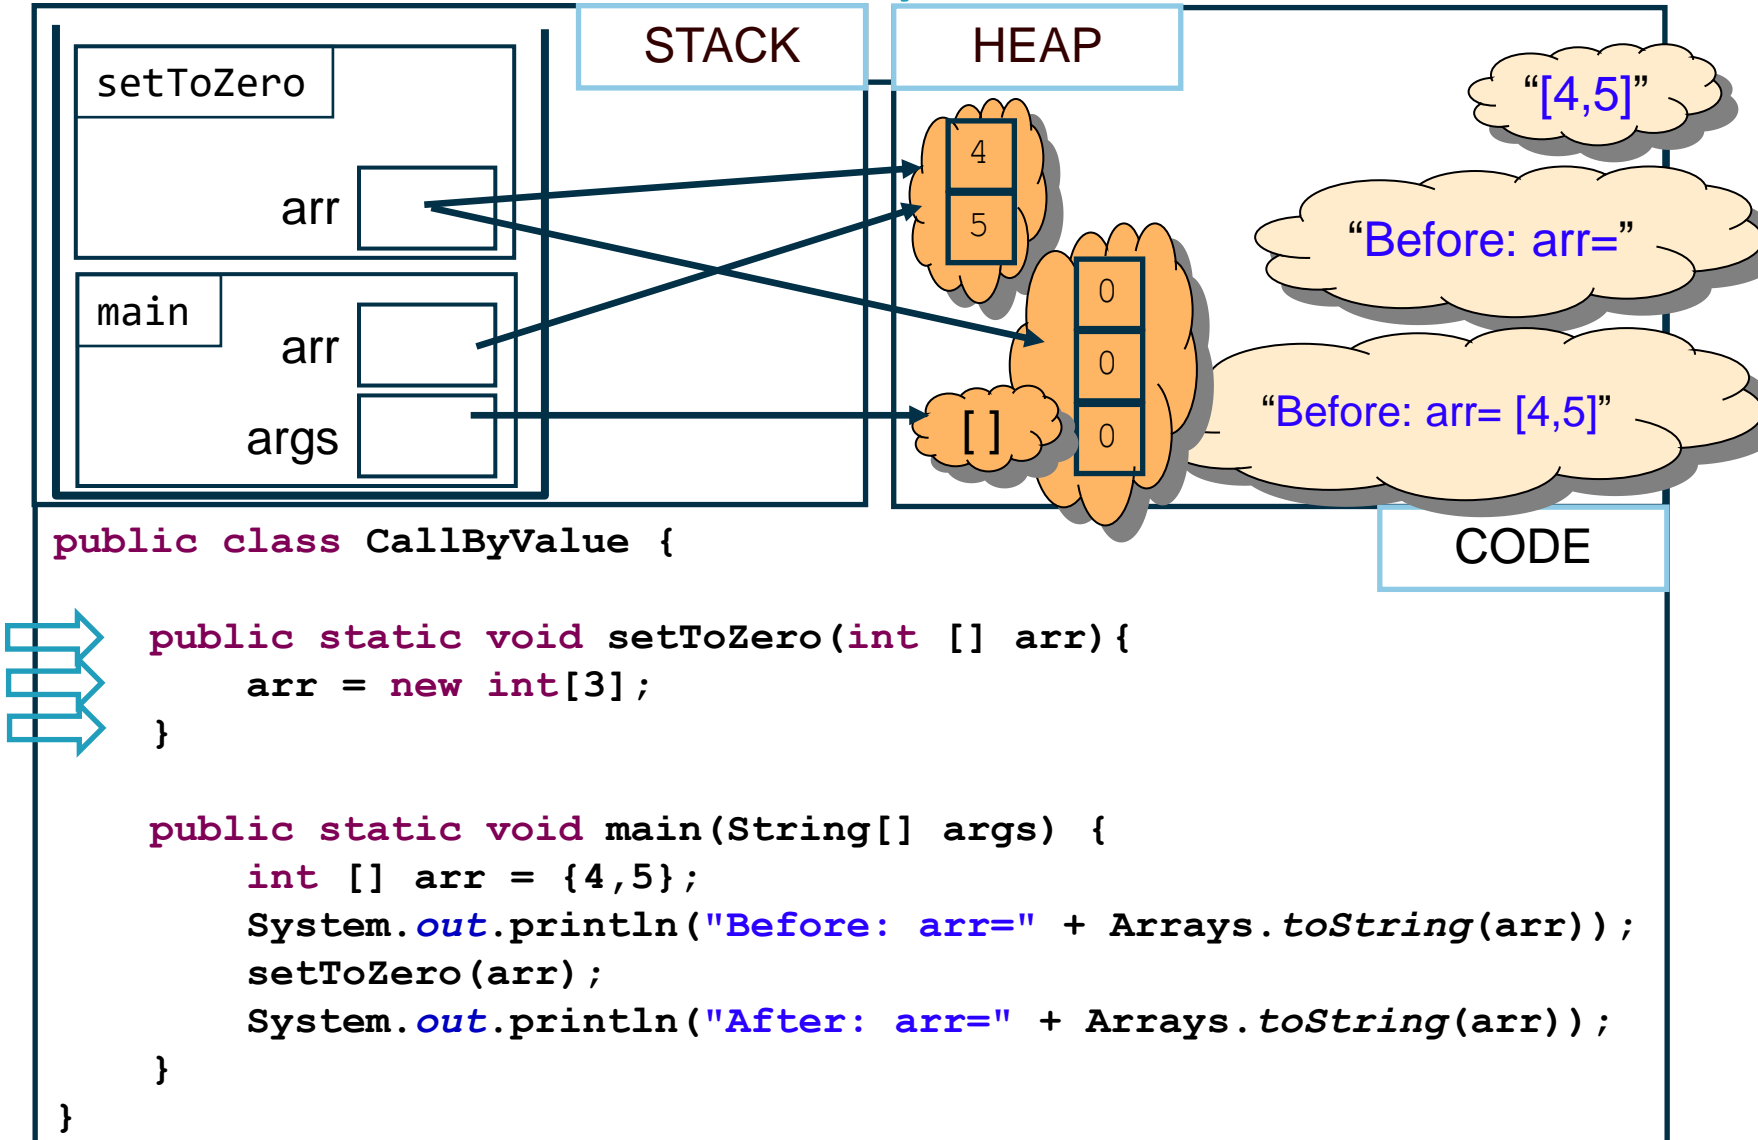 STACK
HEAP
setToZero
arr
main
arr
args
4
5
0
0
0
[]
“[4,5]”
“Before: arr=”
“Before: arr= [4,5]”
CODE
public class CallByValue {
public static void setToZero(int [] arr){
arr = new int[3];
}
public static void main(String[] args) {
int [] arr = {4,5};
System.out.println("Before: arr=" + Arrays.toString(arr));
setToZero(arr);
System.out.println("After: arr=" + Arrays.toString(arr));
}
}